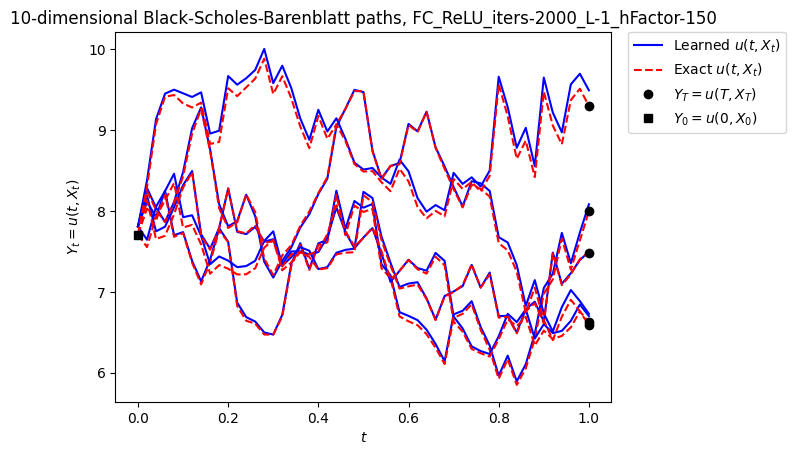 10-dimensional Black-Scholes-Barenblatt paths, FC_ReLU_iters-2000_L-1_hFactor-150
Learned u(t, X_t)
Exact u(t, X_t)
Y_T = u(T, X_T)
Y_0 = u(0, X_0)
Y_t = u(t, X_t)
10
9
8
7
6
0.0 0.2 0.4 0.6 0.8 1.0
t